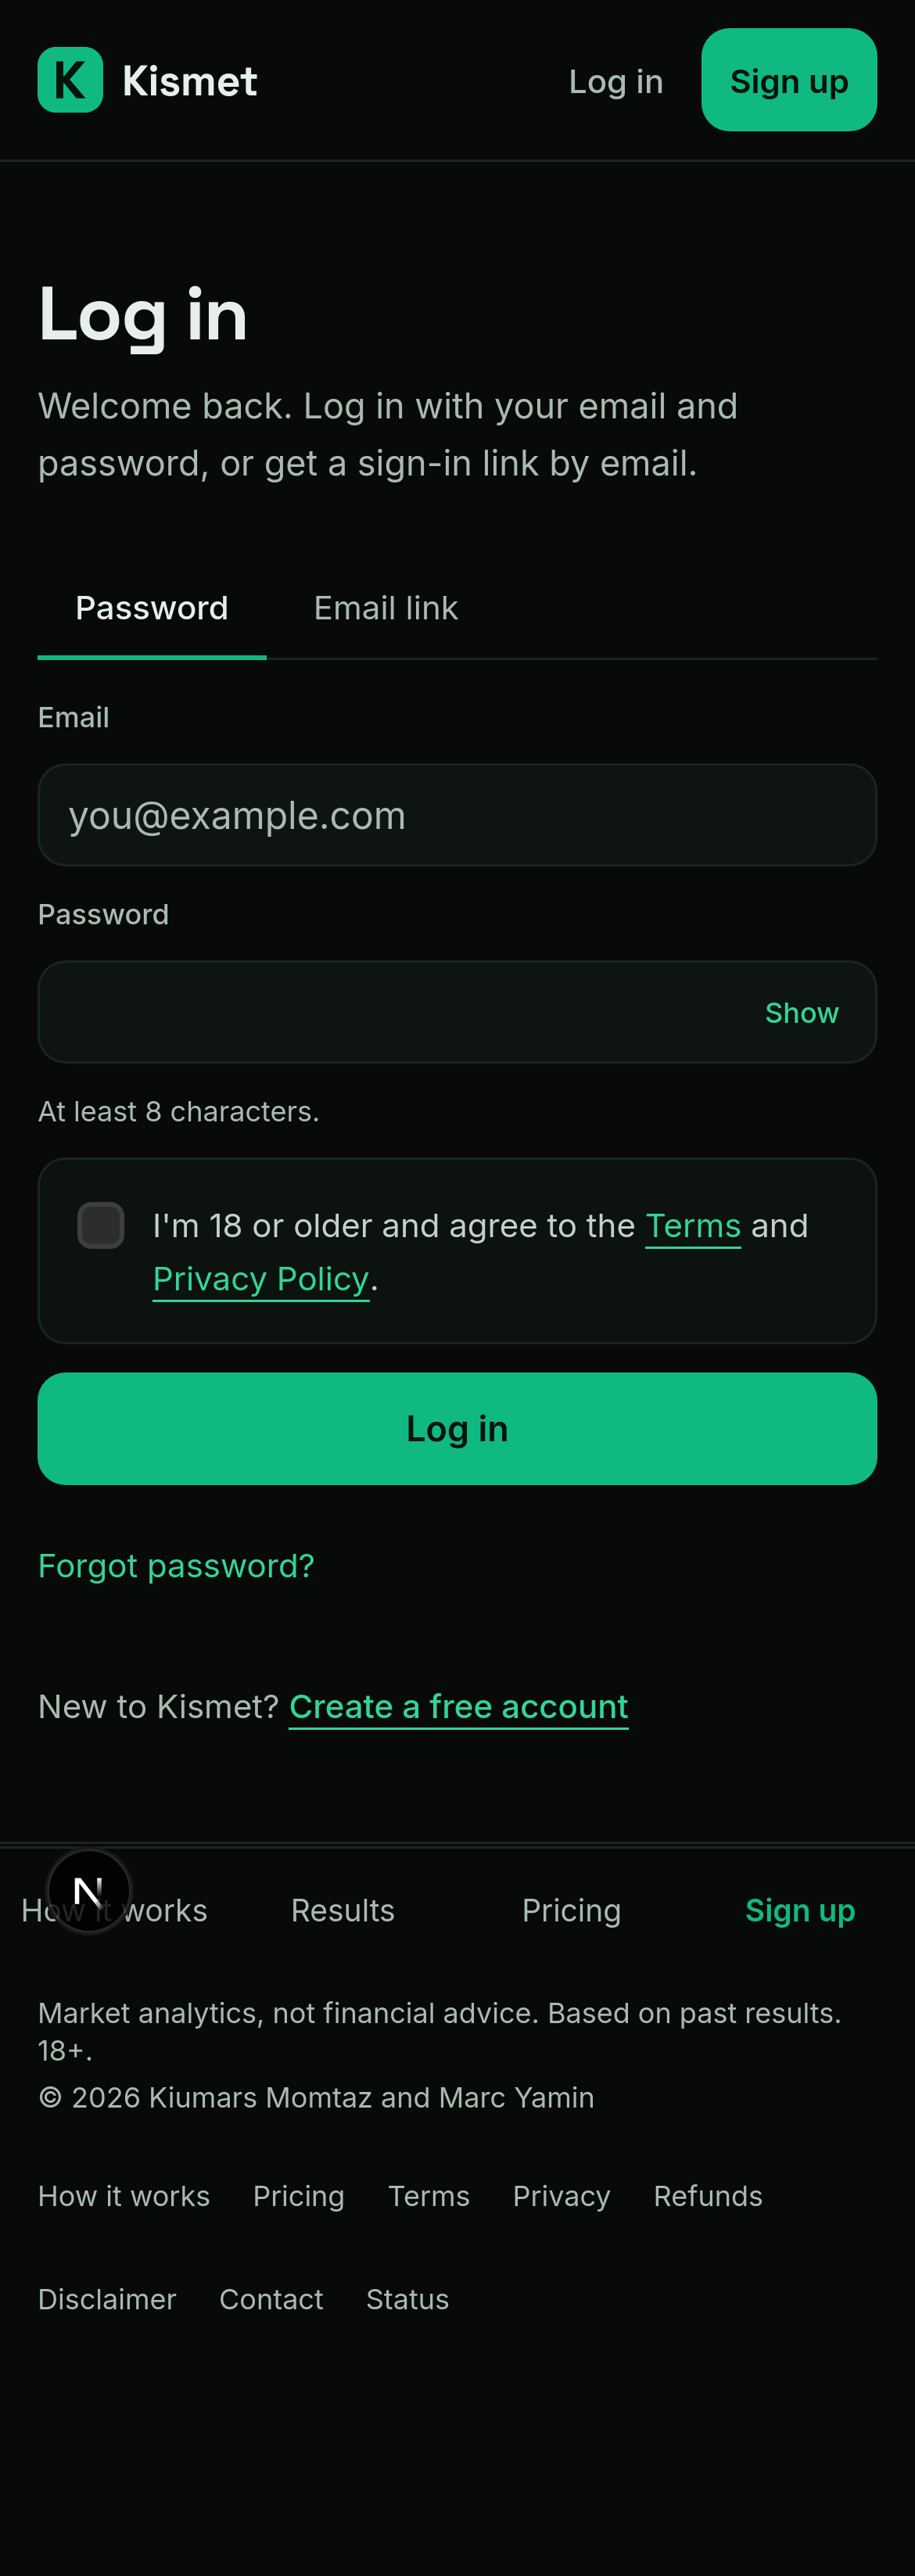 K Kismet Log in Sign up
Log in
Welcome back. Log in with your email and
password, or get a sign-in link by email.
Password Email link
Email
you@example.com
Password
Show
At least 8 characters.
I'm 18 or older and agree to the Terms and
Privacy Policy.
Log in
Forgot password?
New to Kismet? Create a free account
N
How it works Results Pricing Sign up
Market analytics, not financial advice. Based on past results.
18+.
© 2026 Kiumars Momtaz and Marc Yamin
How it works Pricing Terms Privacy Refunds
Disclaimer Contact Status